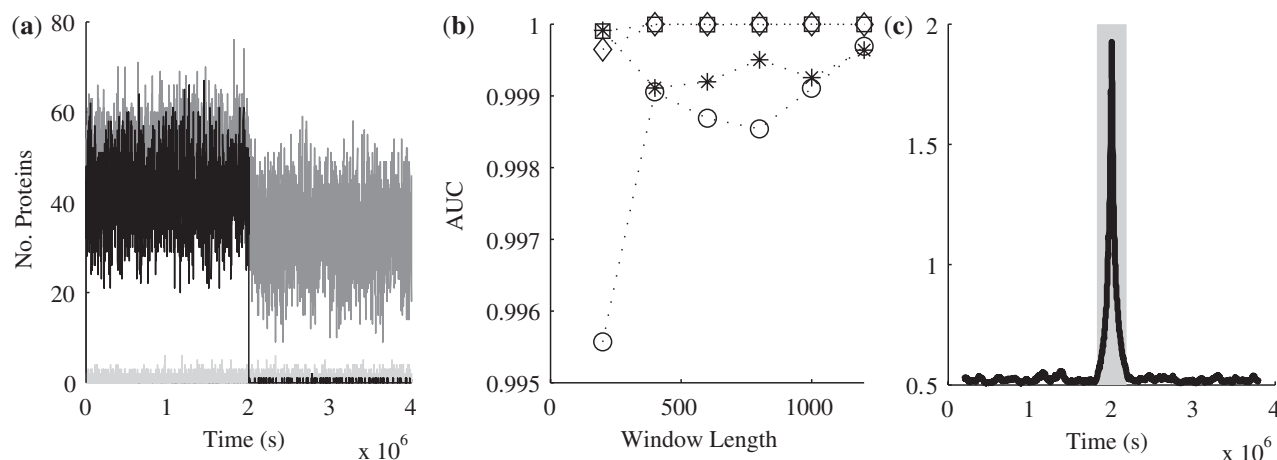 (a)
80
60
40
20
0
No. Proteins
0 1 2 3 4
Time (s)
x 10^6
(b)
1
0.999
0.998
0.997
0.996
0.995
AUC
0 500 1000
Window Length
(c)
2
1.5
1
0.5
0 1 2 3 4
Time (s)
x 10^6